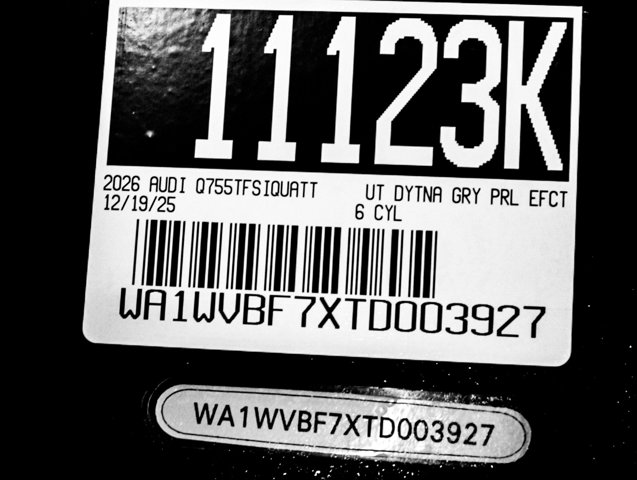 11123K
2026 AUDI Q755TFSIQUATT UT DYTNA GRY PRL EFCT
12/19/25 6 CYL
WA1WVBF7XTD003927
WA1WVBF7XTD003927